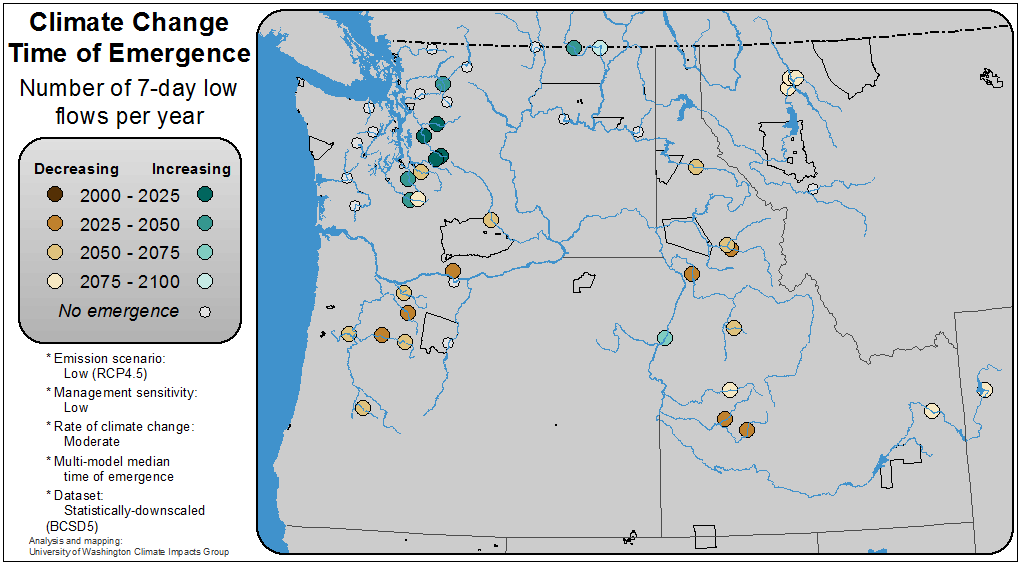 Climate Change
Time of Emergence
Number of 7-day low
flows per year
Decreasing Increasing
2000 - 2025
2025 - 2050
2050 - 2075
2075 - 2100
No emergence
* Emission scenario:
Low (RCP4.5)
* Management sensitivity:
Low
* Rate of climate change:
Moderate
* Multi-model median
time of emergence
* Dataset:
Statistically-downscaled
(BCSD5)
Analysis and mapping:
University of Washington Climate Impacts Group